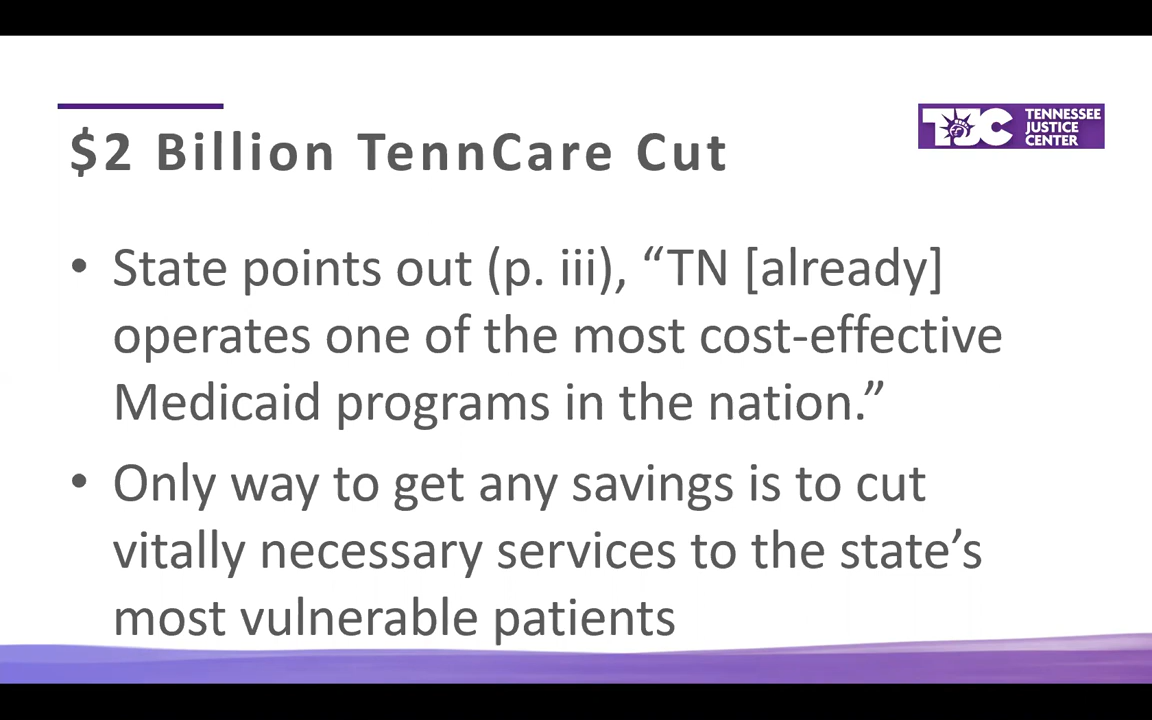 $2 Billion TennCare Cut
TJC
TENNESSEE
JUSTICE
CENTER
• State points out (p. iii), “TN [already]
operates one of the most cost-effective
Medicaid programs in the nation.”
• Only way to get any savings is to cut
vitally necessary services to the state’s
most vulnerable patients